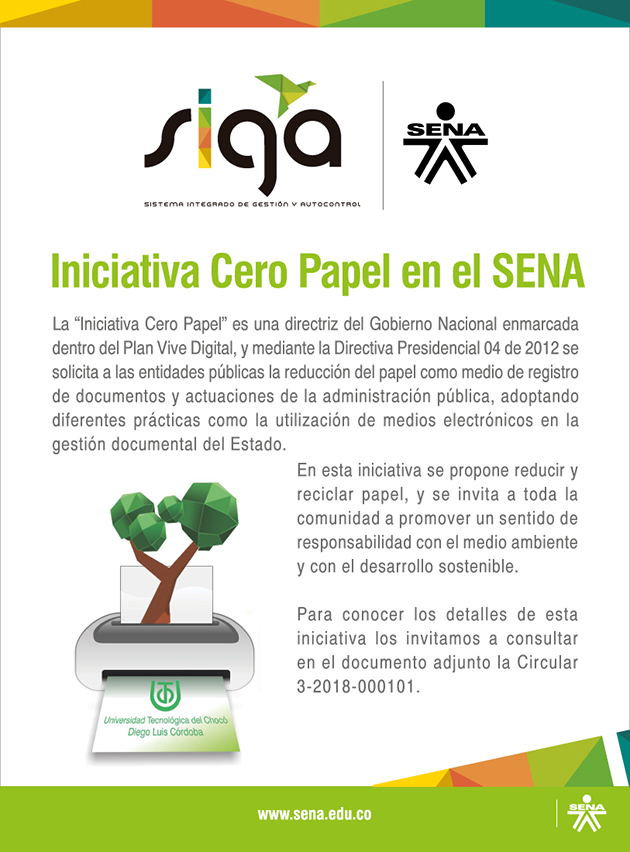 siga
SISTEMA INTEGRADO DE GESTIÓN Y AUTOCONTROL
SENA
Iniciativa Cero Papel en el SENA
La “Iniciativa Cero Papel” es una directriz del Gobierno Nacional enmarcada
dentro del Plan Vive Digital, y mediante la Directiva Presidencial 04 de 2012 se
solicita a las entidades públicas la reducción del papel como medio de registro
de documentos y actuaciones de la administración pública, adoptando
diferentes prácticas como la utilización de medios electrónicos en la
gestión documental del Estado.
En esta iniciativa se propone reducir y
reciclar papel, y se invita a toda la
comunidad a promover un sentido de
responsabilidad con el medio ambiente
y con el desarrollo sostenible.
Para conocer los detalles de esta
iniciativa los invitamos a consultar
en el documento adjunto la Circular
3-2018-000101.
Universidad Tecnológica del Chocó
Diego Luis Córdoba
www.sena.edu.co
SENA